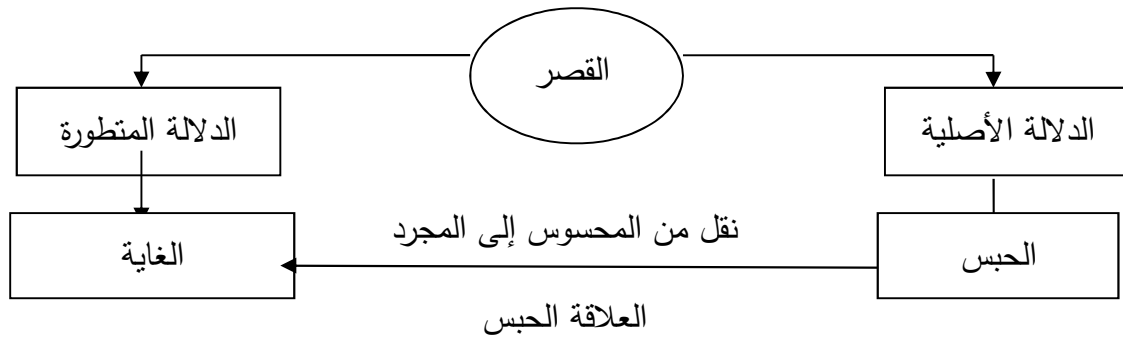 القصر
الدلالة الأصلية
الدلالة المتطورة
الحبس
نقل من المحسوس إلى المجرد
الغاية
العلاقة الحبس